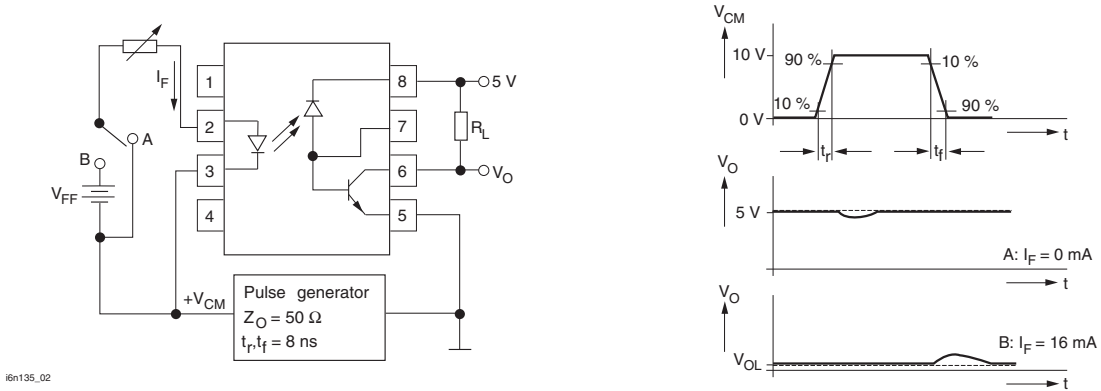 I_F
A
B
V_FF
1
2
3
4
8
7
6
5
5 V
R_L
V_O
+V_CM
Pulse generator
Z_O = 50 Ω
t_r,t_f = 8 ns
i6n135_02
V_CM
10 V
90 %
10 %
10 %
90 %
0 V
t
t_r
t_f
V_O
5 V
A: I_F = 0 mA
t
V_O
B: I_F = 16 mA
V_OL
t